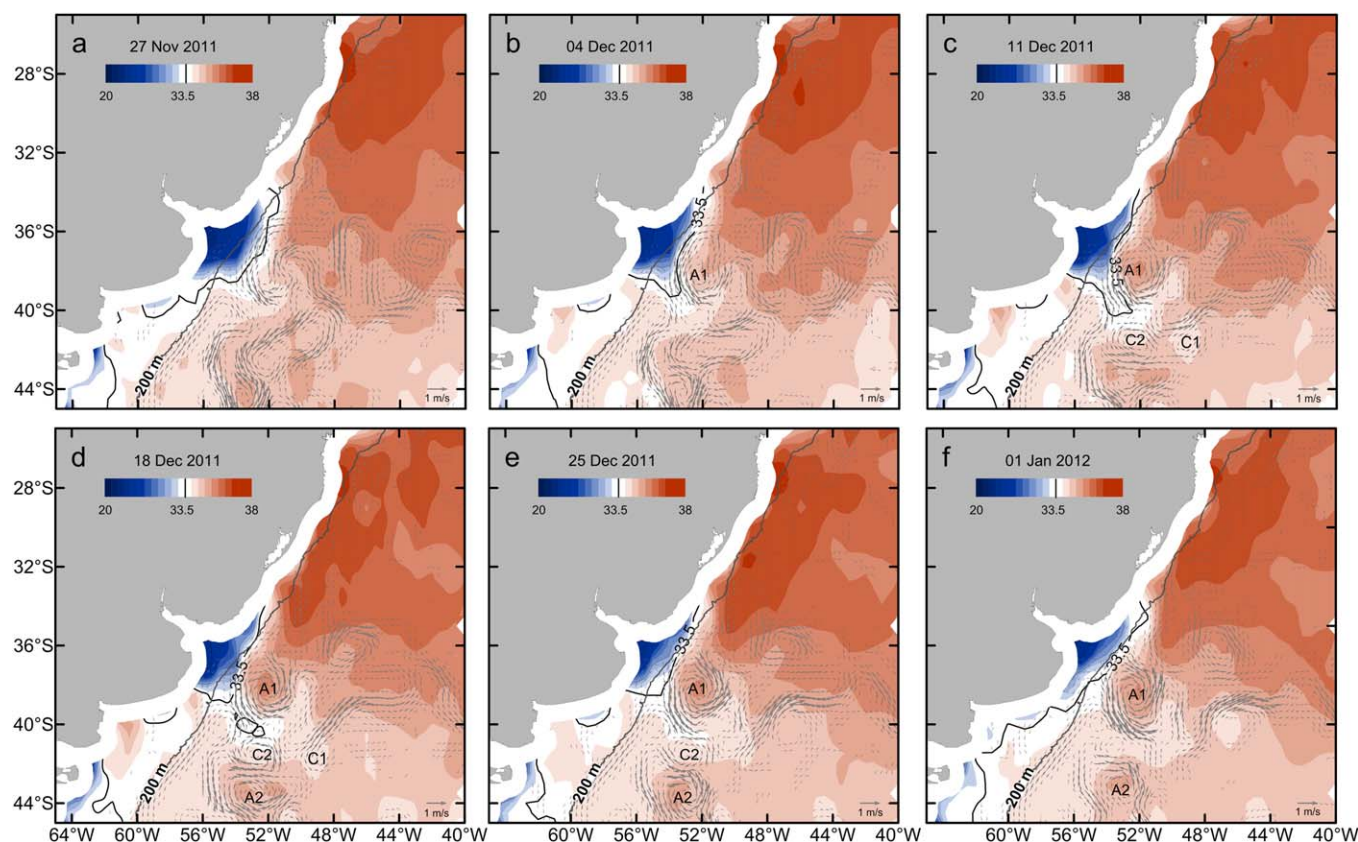 a
27 Nov 2011
20
33.5
38
28°S
32°S
36°S
40°S
44°S
200 m
1 m/s
b
04 Dec 2011
20
33.5
38
33.5
A1
200 m
1 m/s
c
11 Dec 2011
20
33.5
38
33.5
A1
C2
C1
200 m
1 m/s
d
18 Dec 2011
20
33.5
38
28°S
32°S
36°S
40°S
44°S
33.5
A1
C2
C1
A2
200 m
1 m/s
64°W
60°W
56°W
52°W
48°W
44°W
40°W
e
25 Dec 2011
20
33.5
38
33.5
A1
C2
A2
200 m
1 m/s
60°W
56°W
52°W
48°W
44°W
40°W
f
01 Jan 2012
20
33.5
38
33.5
A1
A2
200 m
1 m/s
60°W
56°W
52°W
48°W
44°W
40°W